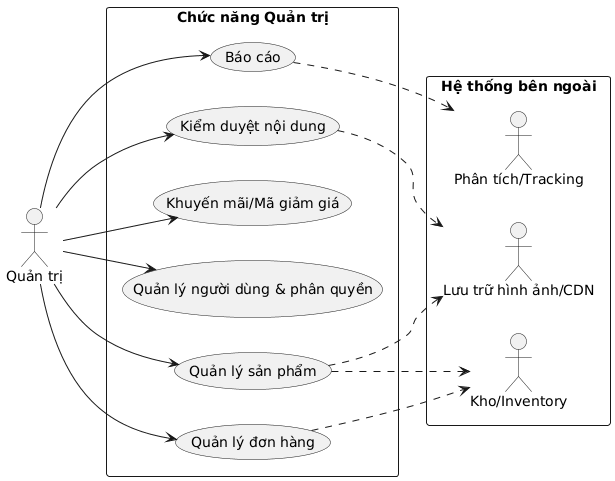 Chức năng Quản trị
Báo cáo
Kiểm duyệt nội dung
Khuyến mãi/Mã giảm giá
Quản trị
Quản lý người dùng & phân quyền
Quản lý sản phẩm
Quản lý đơn hàng
Hệ thống bên ngoài
Phân tích/Tracking
Lưu trữ hình ảnh/CDN
Kho/Inventory